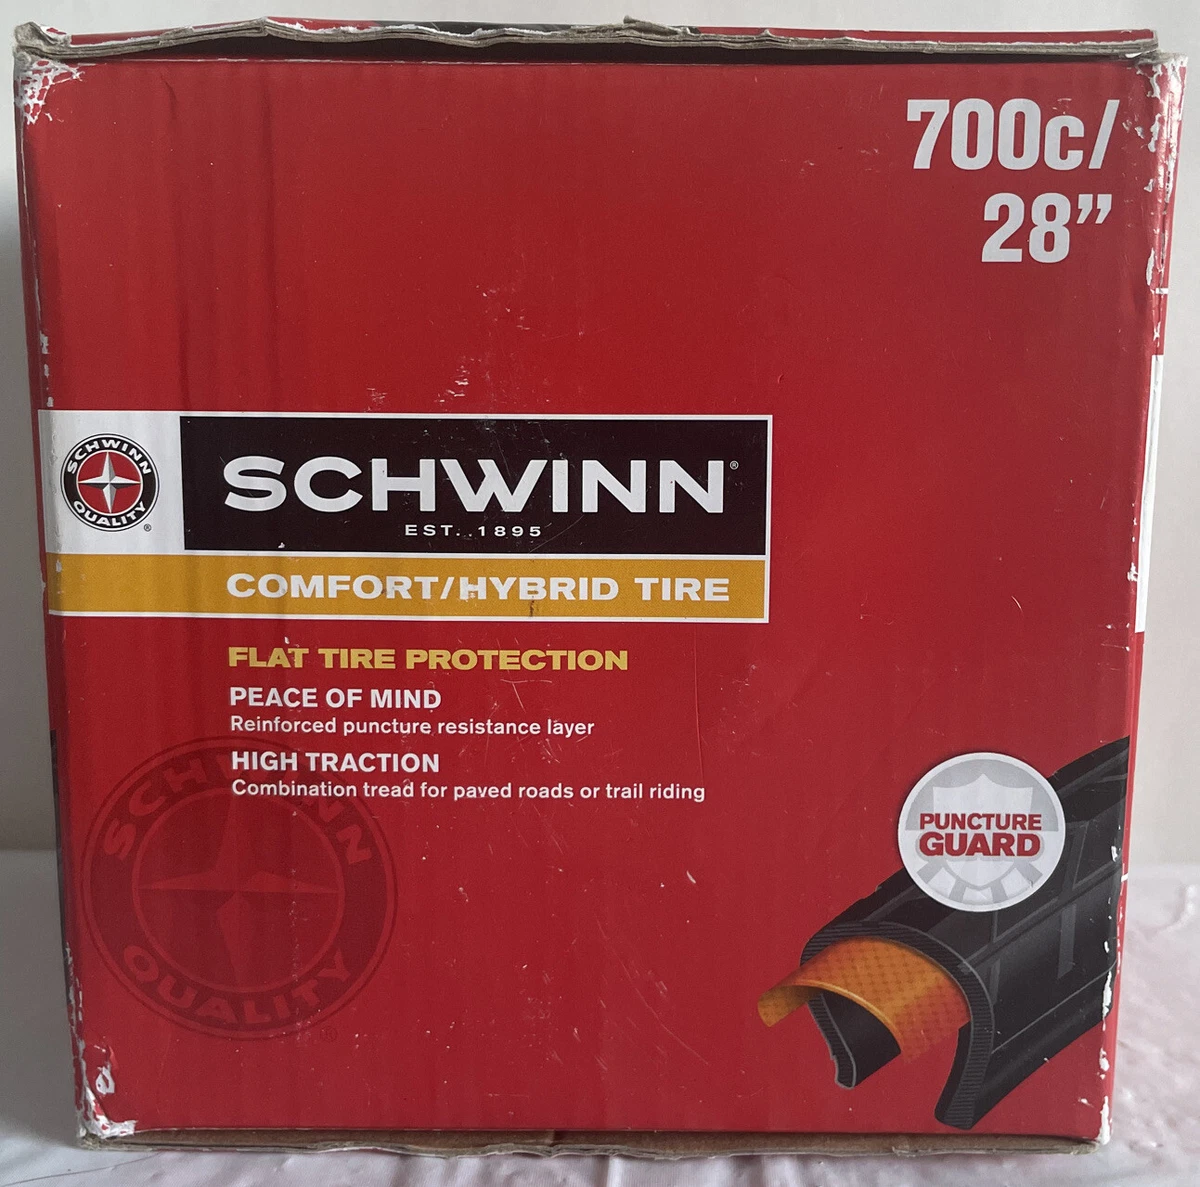 700c/
28”
SCHWINN
QUALITY
®
SCHWINN®
EST. 1895
COMFORT/HYBRID TIRE
FLAT TIRE PROTECTION
PEACE OF MIND
Reinforced puncture resistance layer
HIGH TRACTION
Combination tread for paved roads or trail riding
SCHWINN
QUALITY
®
PUNCTURE
GUARD